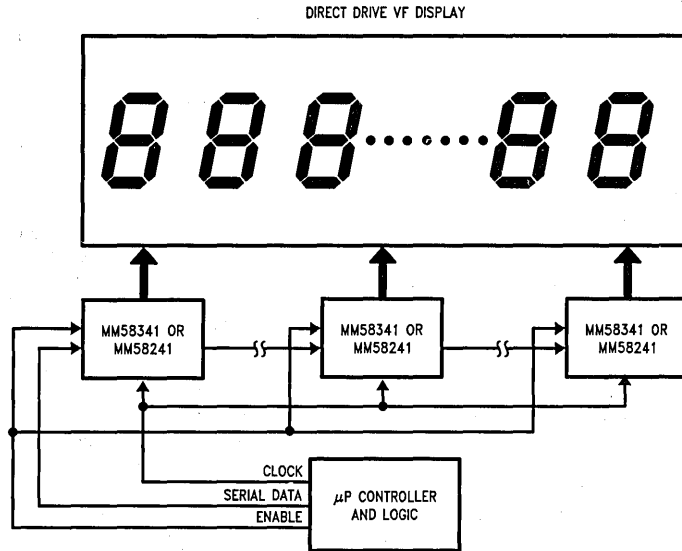 DIRECT DRIVE VF DISPLAY
888.......88
MM58341 OR
MM58241
MM58341 OR
MM58241
MM58341 OR
MM58241
CLOCK
SERIAL DATA
ENABLE
μP CONTROLLER
AND LOGIC